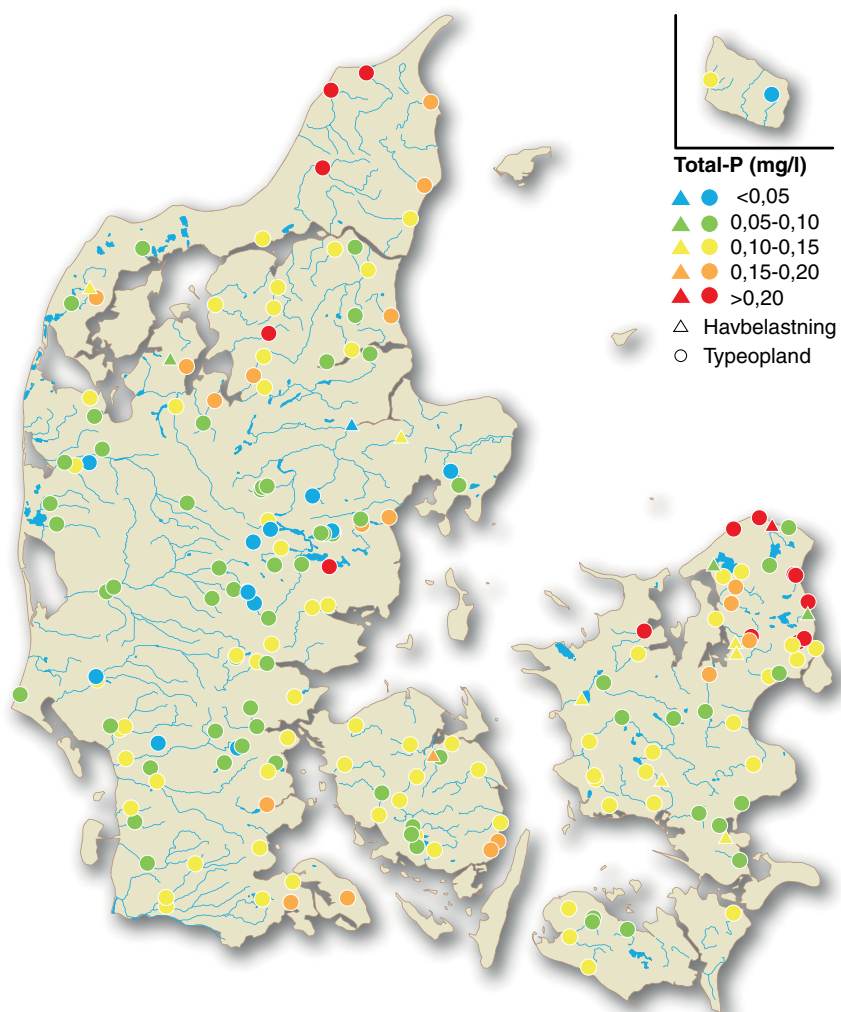 Total-P (mg/l)
<0,05
0,05-0,10
0,10-0,15
0,15-0,20
>0,20
Havbelastning
Typeopland